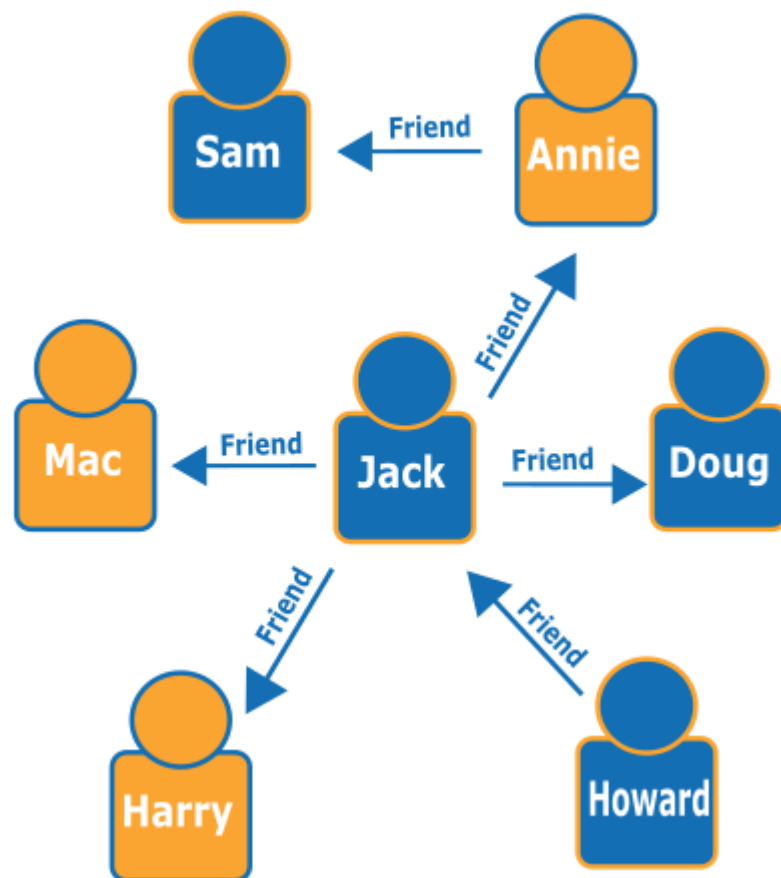 Friend
Sam
Annie
Friend
Mac
Friend
Jack
Friend
Doug
Friend
Friend
Harry
Howard